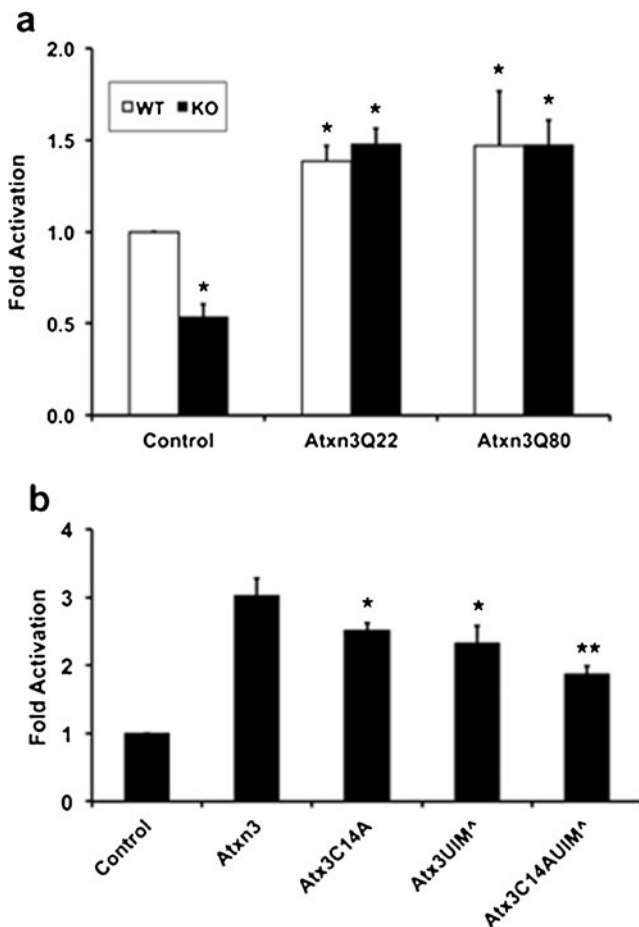 a
2.0
WT KO
* * * *
1.5
1.0
*
0.5
0.0
Fold Activation
Control Atxn3Q22 Atxn3Q80
b
4
3
* *
**
2
1
0
Fold Activation
Control Atxn3 Atx3C14A Atx3UIM^ Atx3C14AUIM^